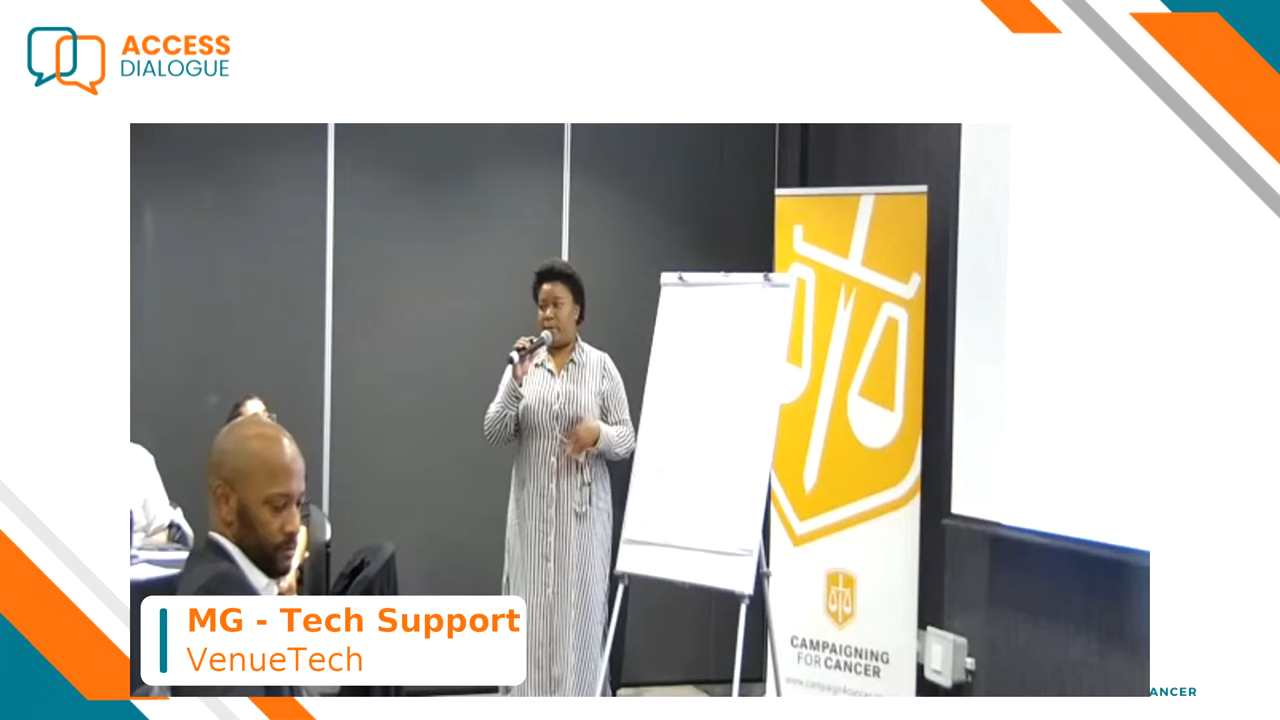 ACCESS
DIALOGUE
MG - Tech Support
VenueTech
CAMPAIGNING
FOR CANCER
ANCER